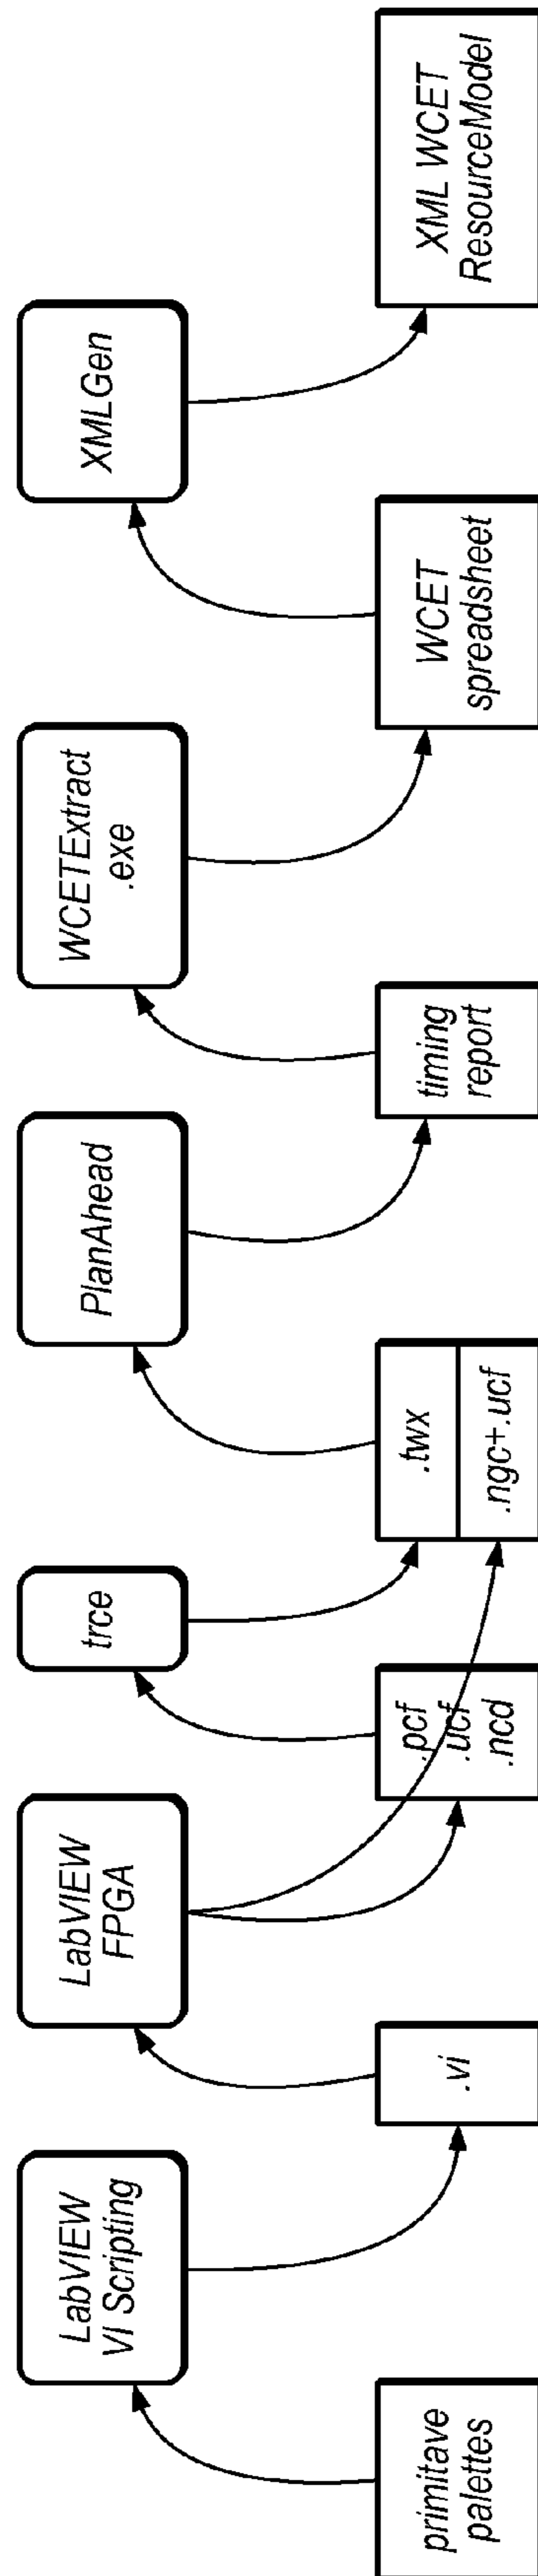 primitave
palettes
LabVIEW
VI Scripting
.vi
LabVIEW
FPGA
.pcf
.ucf
.ncd
trce
.twx
.ngc+.ucf
PlanAhead
timing
report
WCETExtract
.exe
WCET
spreadsheet
XMLGen
XML WCET
ResourceModel